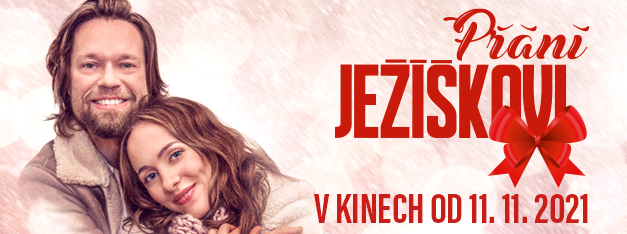 Přání
JEŽÍŠKOVI
V KINECH OD 11. 11. 2021